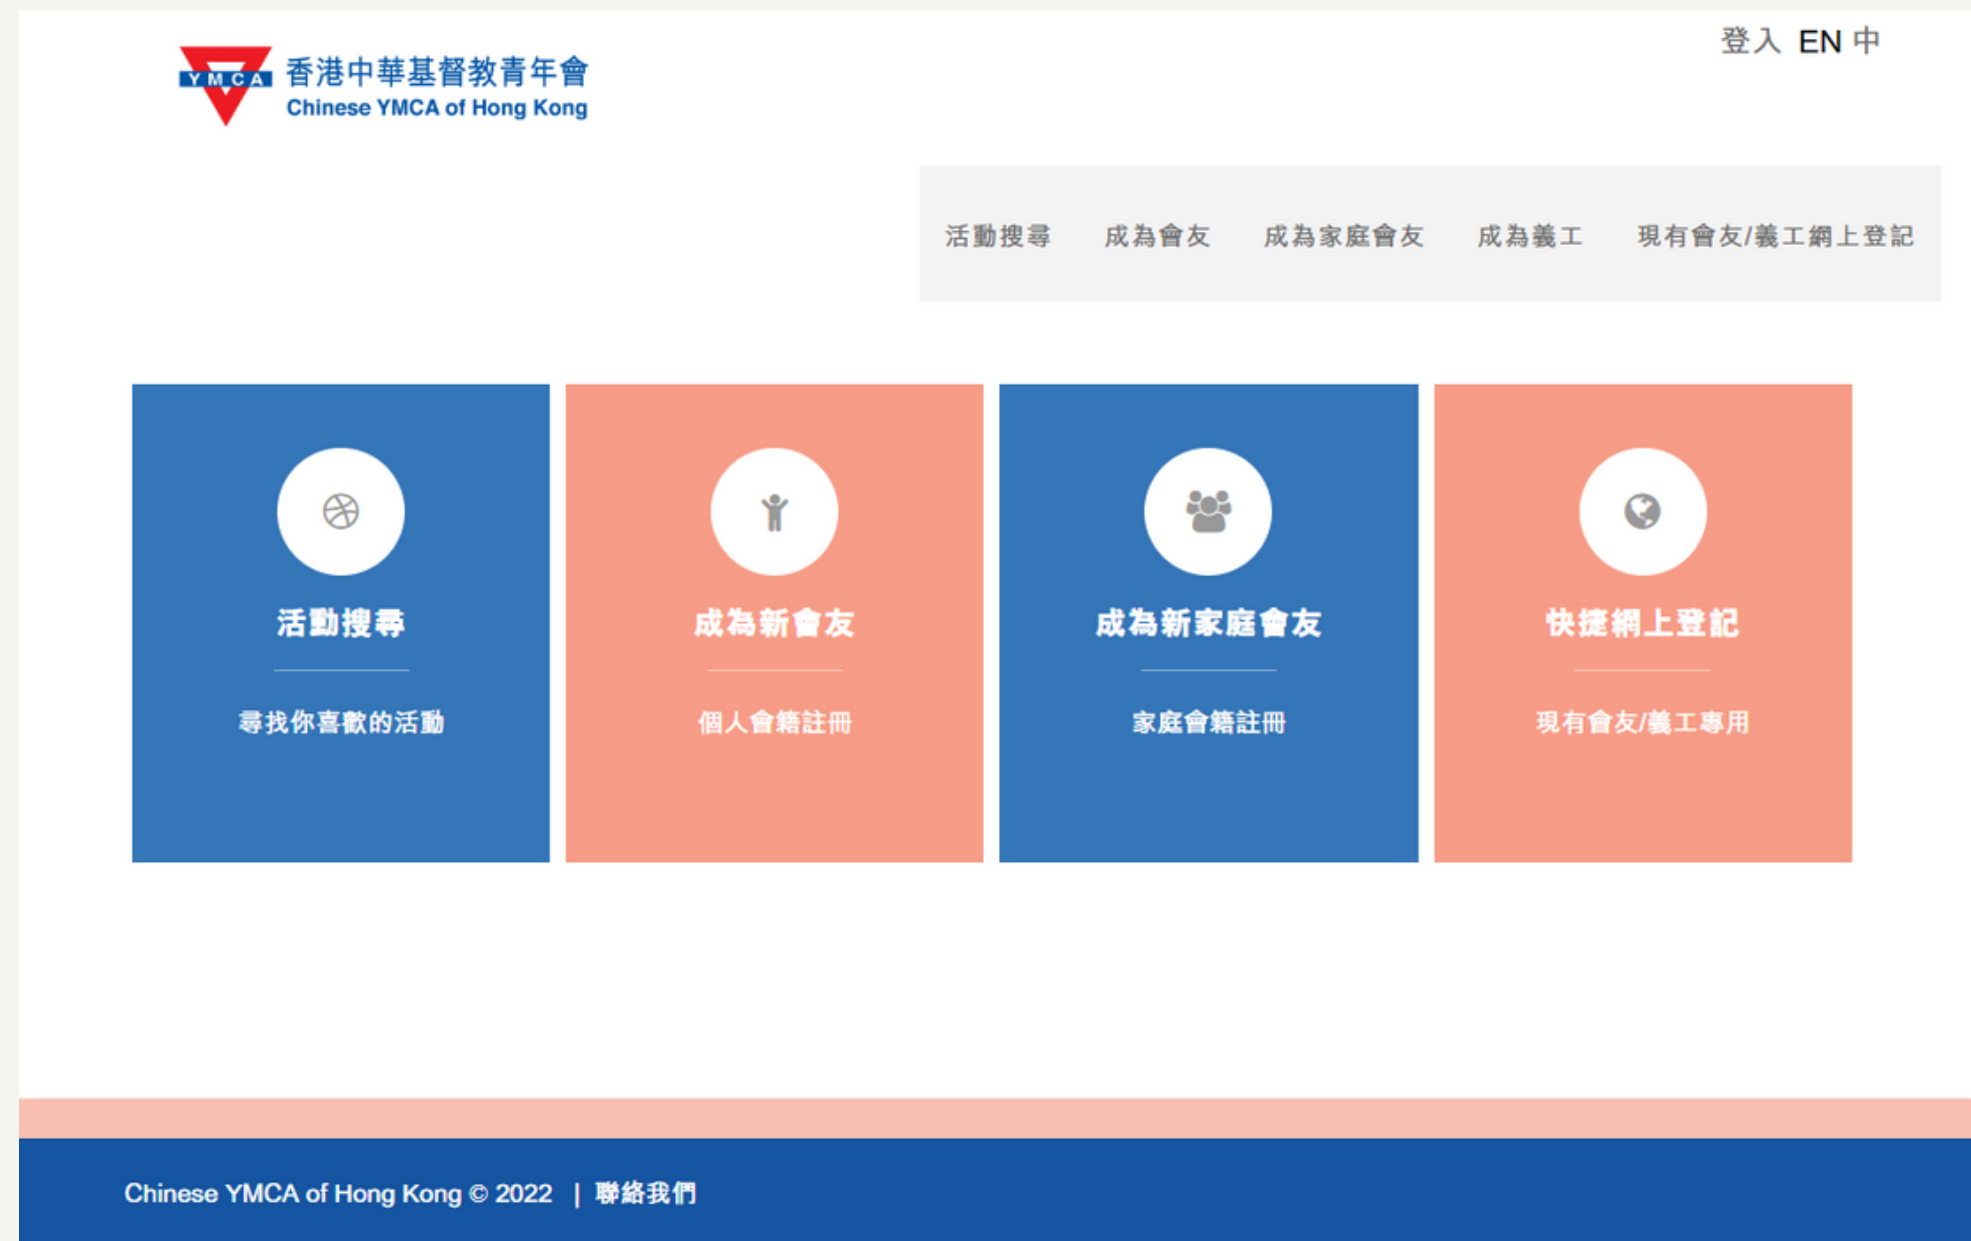 登入 EN 中
YMCA
香港中華基督教青年會
Chinese YMCA of Hong Kong
活動搜尋 成為會友 成為家庭會友 成為義工 現有會友/義工網上登記
活動搜尋
尋找你喜歡的活動
成為新會友
個人會籍註冊
成為新家庭會友
家庭會籍註冊
快捷網上登記
現有會友/義工專用
Chinese YMCA of Hong Kong © 2022 | 聯絡我們